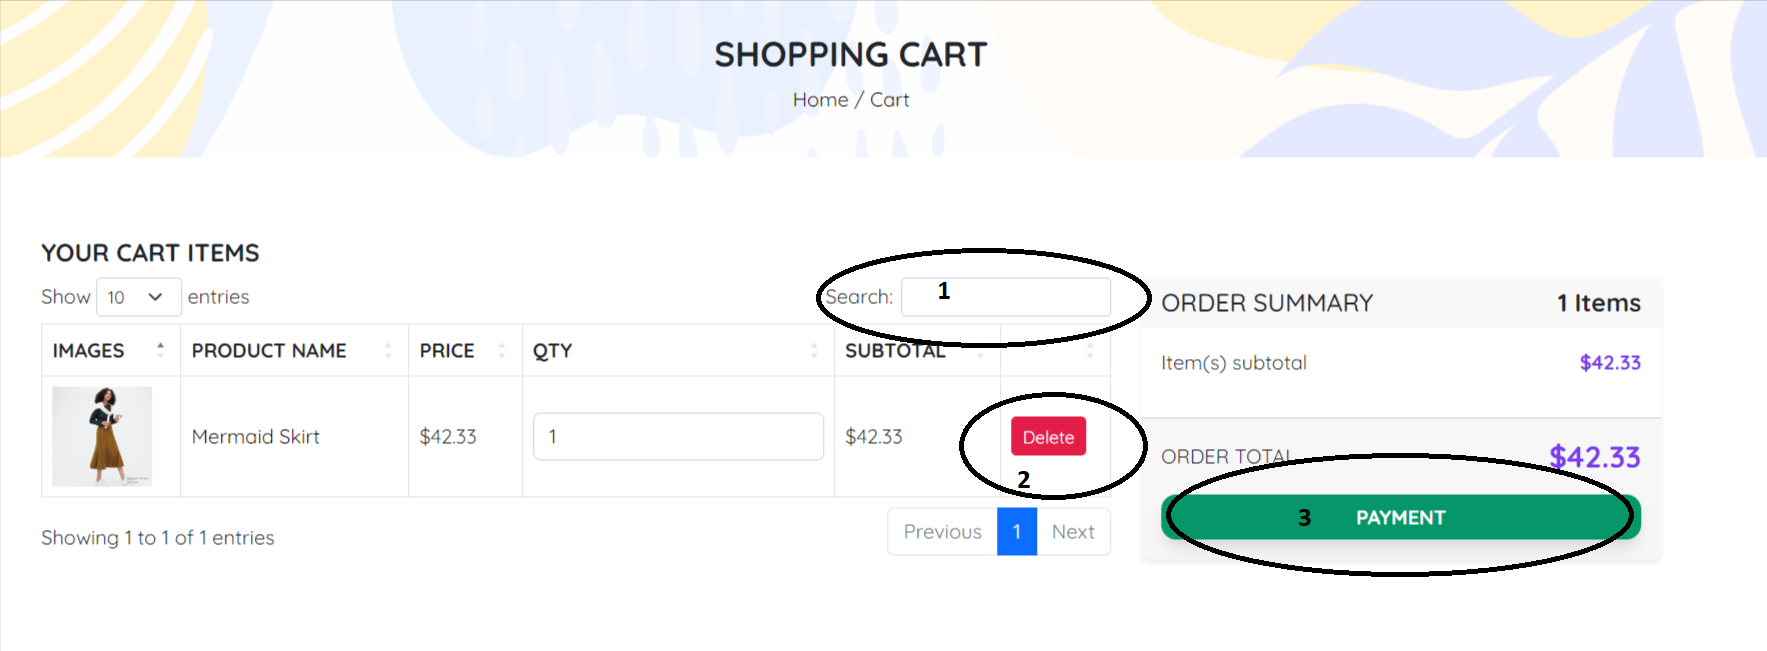 SHOPPING CART
Home / Cart
YOUR CART ITEMS
Show 10 entries
Search: 1
IMAGES PRODUCT NAME PRICE QTY SUBTOTAL
Mermaid Skirt $42.33 1 $42.33 Delete
2
Showing 1 to 1 of 1 entries
Previous 1 Next
ORDER SUMMARY 1 Items
Item(s) subtotal $42.33
ORDER TOTAL $42.33
3 PAYMENT